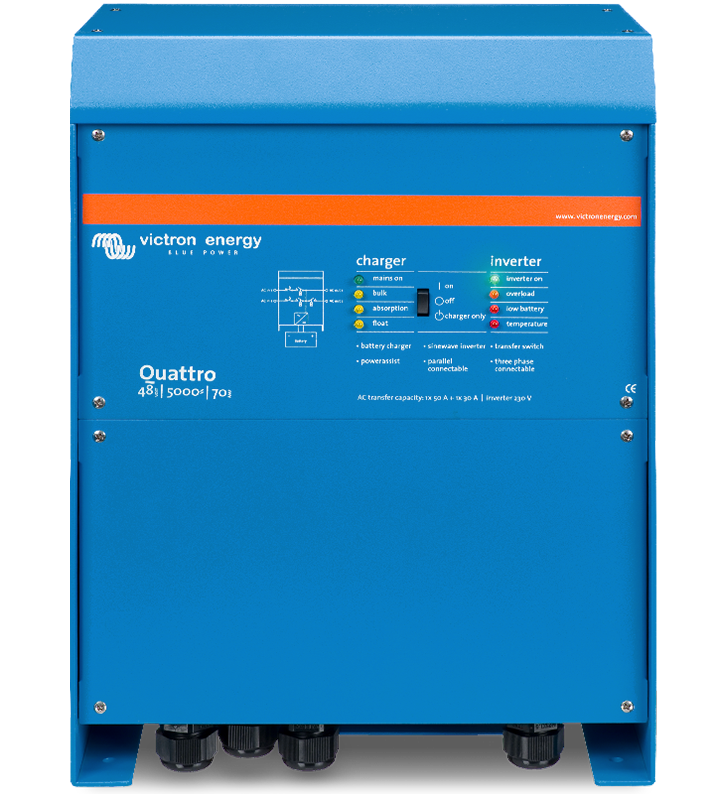 www.victronenergy.com
victron energy
BLUE POWER
charger
inverter
mains on
inverter on
bulk
on
overload
absorption
off
low battery
float
charger only
temperature
Battery
• battery charger
• sinewave inverter
• transfer switch
• powerassist
• parallel connectable
• three phase connectable
Quattro
48|5000|70
CE
AC transfer capacity: 1x 50 A + 1x 30 A | inverter 230 V